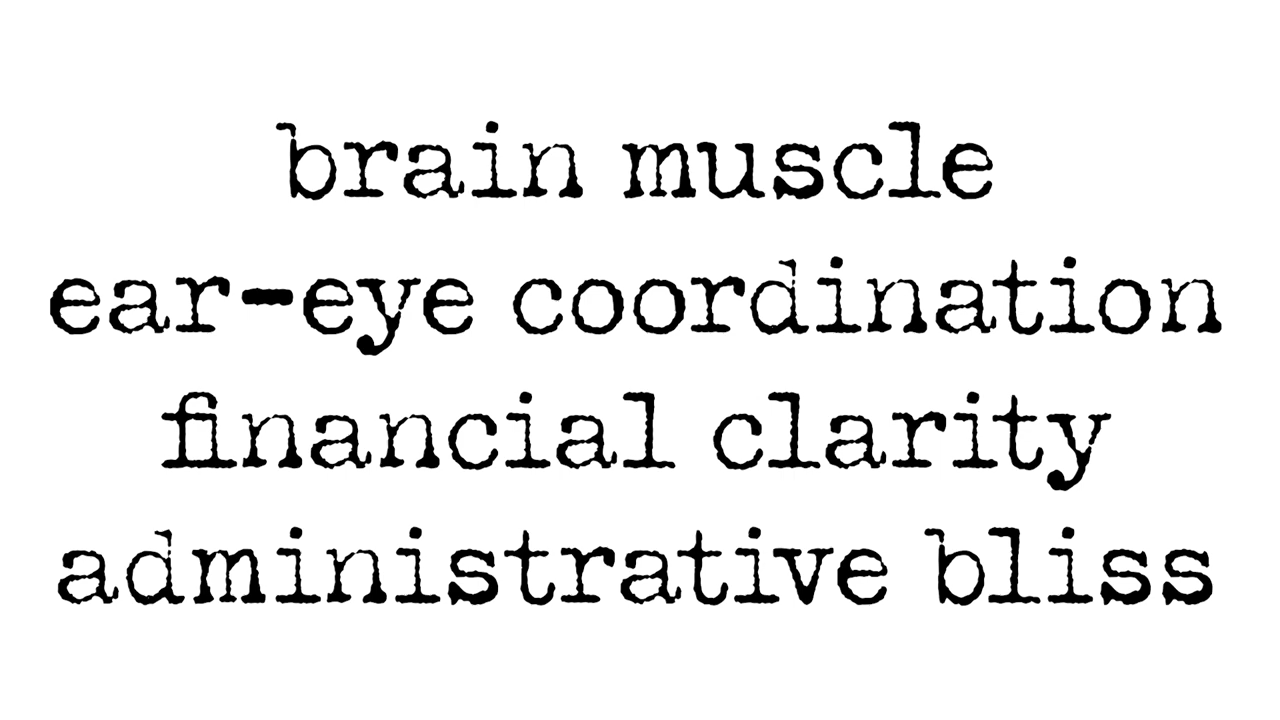 brain muscle
ear-eye coordination
financial clarity
administrative bliss